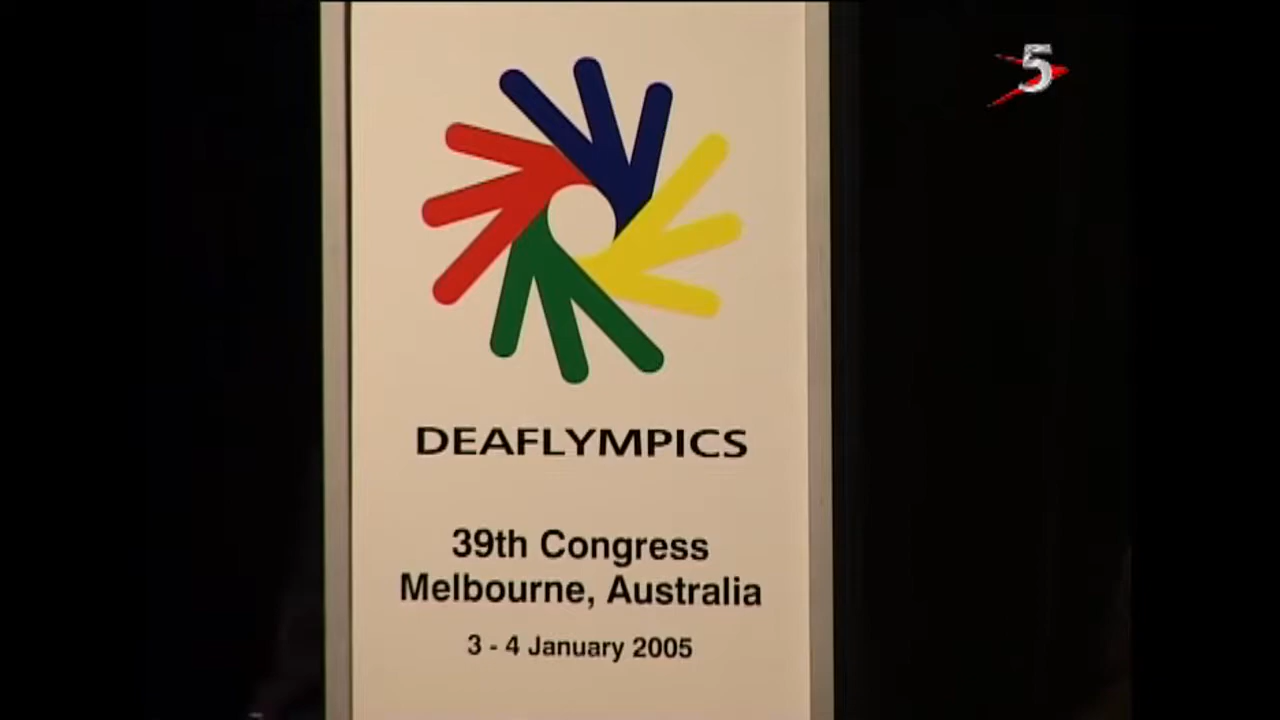 5
DEAFLYMPICS
39th Congress
Melbourne, Australia
3 - 4 January 2005